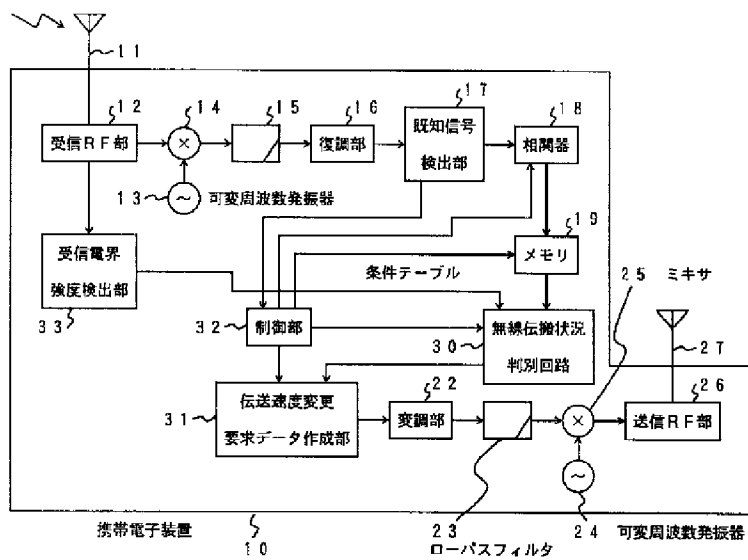 １１
１２
１４
１５
１６
１７
１８
受信ＲＦ部
×
復調部
既知信号
検出部
相関器
１３
～
可変周波数発振器
１９
受信電界
強度検出部
メモリ
３３
条件テーブル
２５ ミキサ
３２
制御部
無線伝搬状況
判別回路
３０
２７
３１
伝送速度変更
要求データ作成部
２２
変調部
×
２６
送信ＲＦ部
～
携帯電子装置
１０
２３
ローパスフィルタ
２４
可変周波数発振器